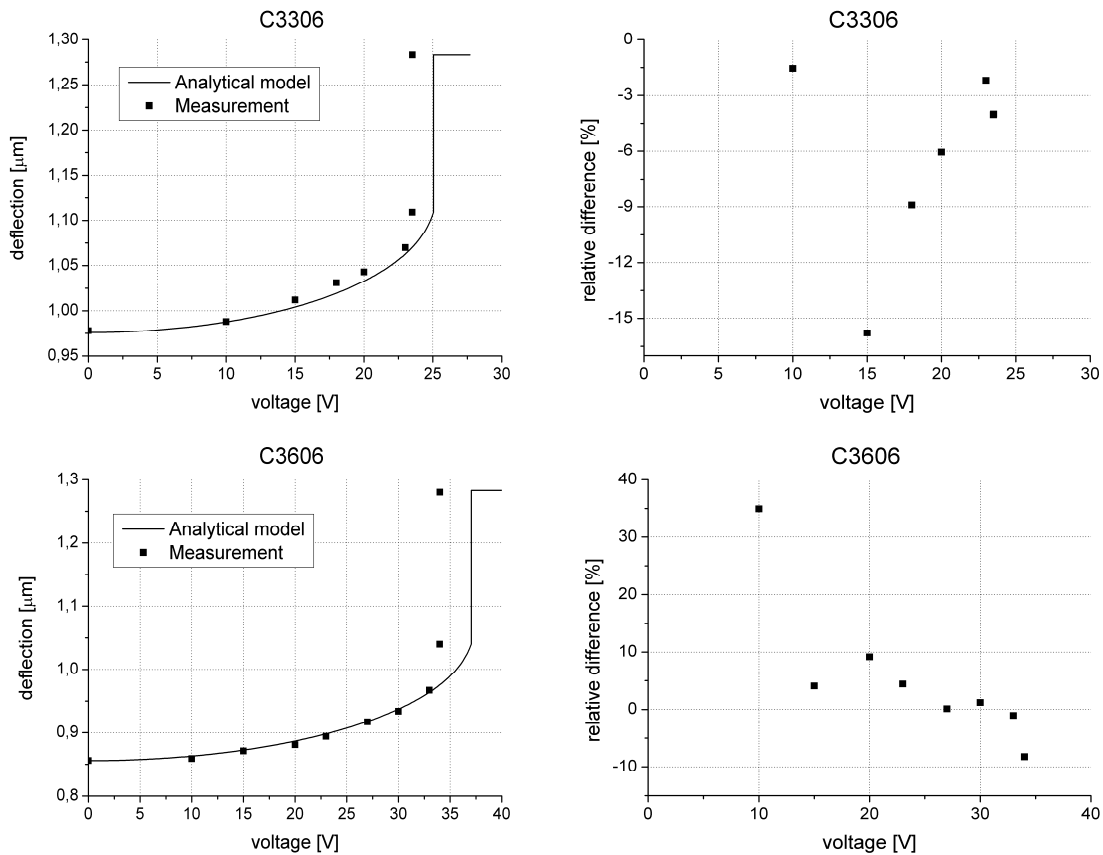 C3306
1,30
1,25
1,20
1,15
1,10
1,05
1,00
0,95
deflection [µm]
Analytical model
Measurement
0 5 10 15 20 25 30
voltage [V]
C3306
0
-3
-6
-9
-12
-15
relative difference [%]
0 5 10 15 20 25 30
voltage [V]
C3606
1,3
1,2
1,1
1,0
0,9
0,8
deflection [µm]
Analytical model
Measurement
0 5 10 15 20 25 30 35 40
voltage [V]
C3606
40
30
20
10
0
-10
relative difference [%]
0 10 20 30 40
voltage [V]